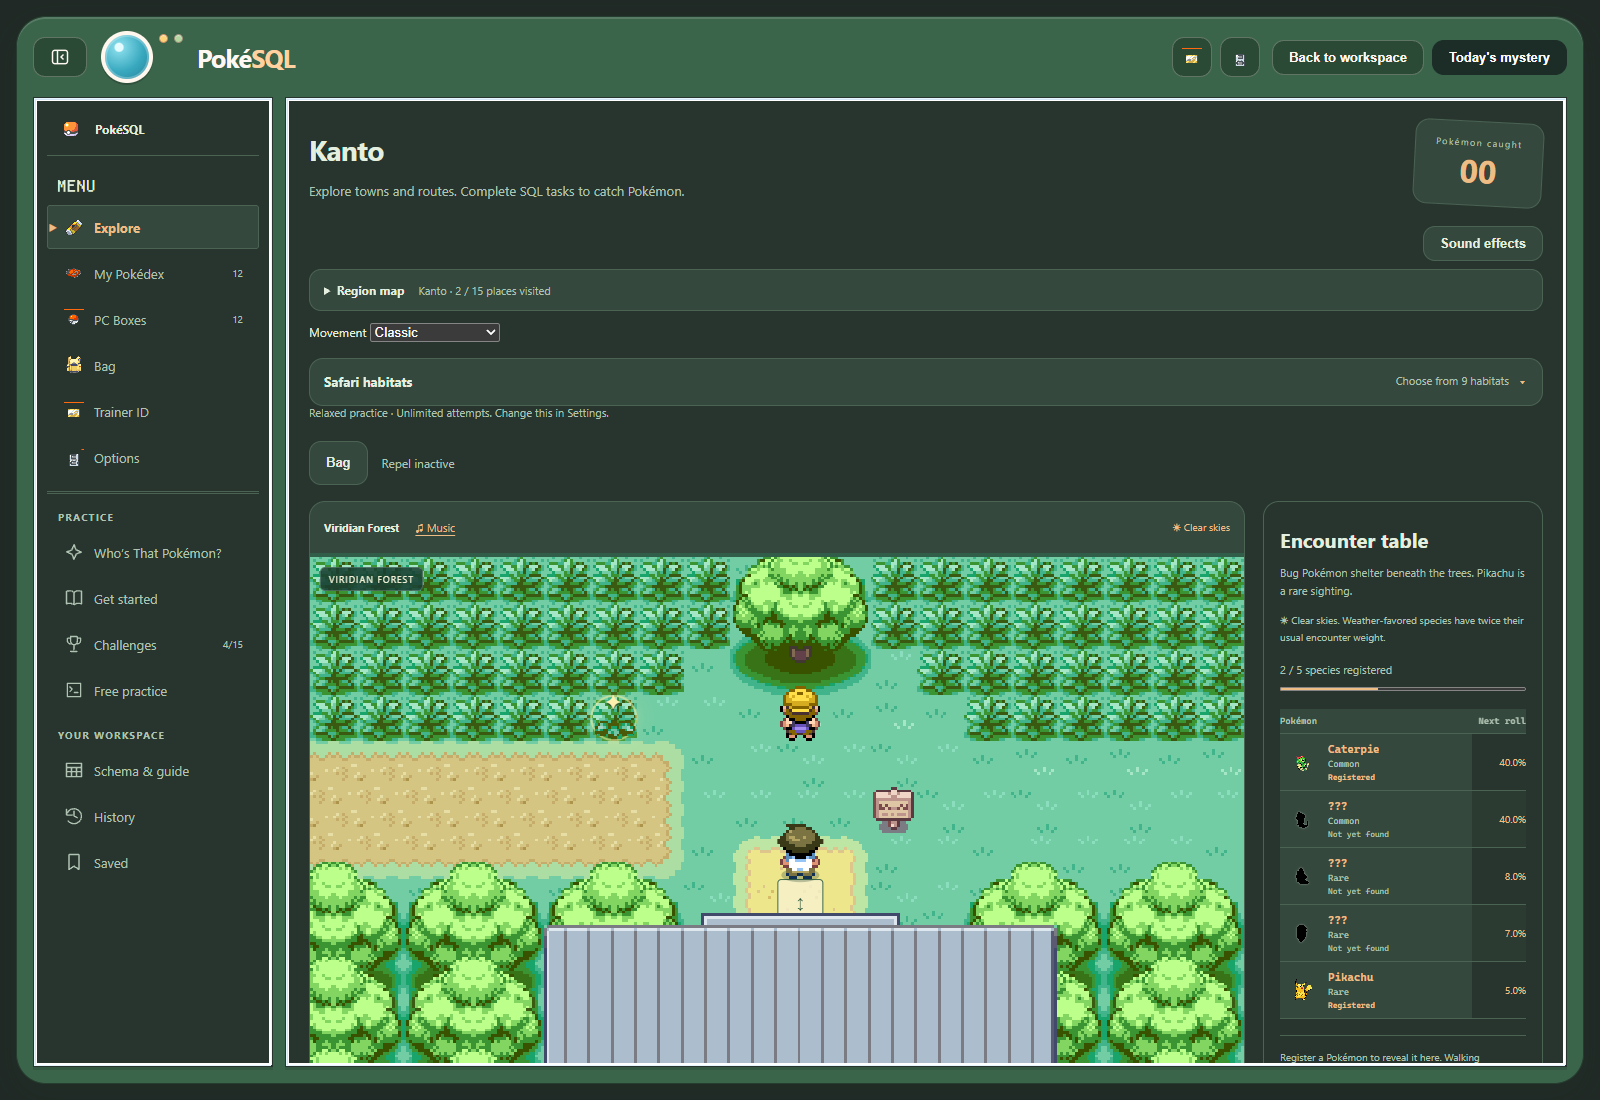 PokéSQL
Back to workspace
Today's mystery
PokéSQL
MENU
Explore
My Pokédex 12
PC Boxes 12
Bag
Trainer ID
Options
PRACTICE
Who's That Pokémon?
Get started
Challenges 4/15
Free practice
YOUR WORKSPACE
Schema & guide
History
Saved
Kanto
Explore towns and routes. Complete SQL tasks to catch Pokémon.
Pokémon caught
00
Sound effects
Region map Kanto · 2 / 15 places visited
Movement Classic
Safari habitats Choose from 9 habitats
Relaxed practice · Unlimited attempts. Change this in Settings.
Bag Repel inactive
Viridian Forest ♫ Music ☀ Clear skies
VIRIDIAN FOREST
Encounter table
Bug Pokémon shelter beneath the trees. Pikachu is
a rare sighting.
☀ Clear skies. Weather-favored species have twice their
usual encounter weight.
2 / 5 species registered
Pokémon Next roll
Caterpie
Common 40.0%
Registered
???
Common 40.0%
Not yet found
???
Rare 8.0%
Not yet found
???
Rare 7.0%
Not yet found
Pikachu
Rare 5.0%
Registered
Register a Pokémon to reveal it here. Walking